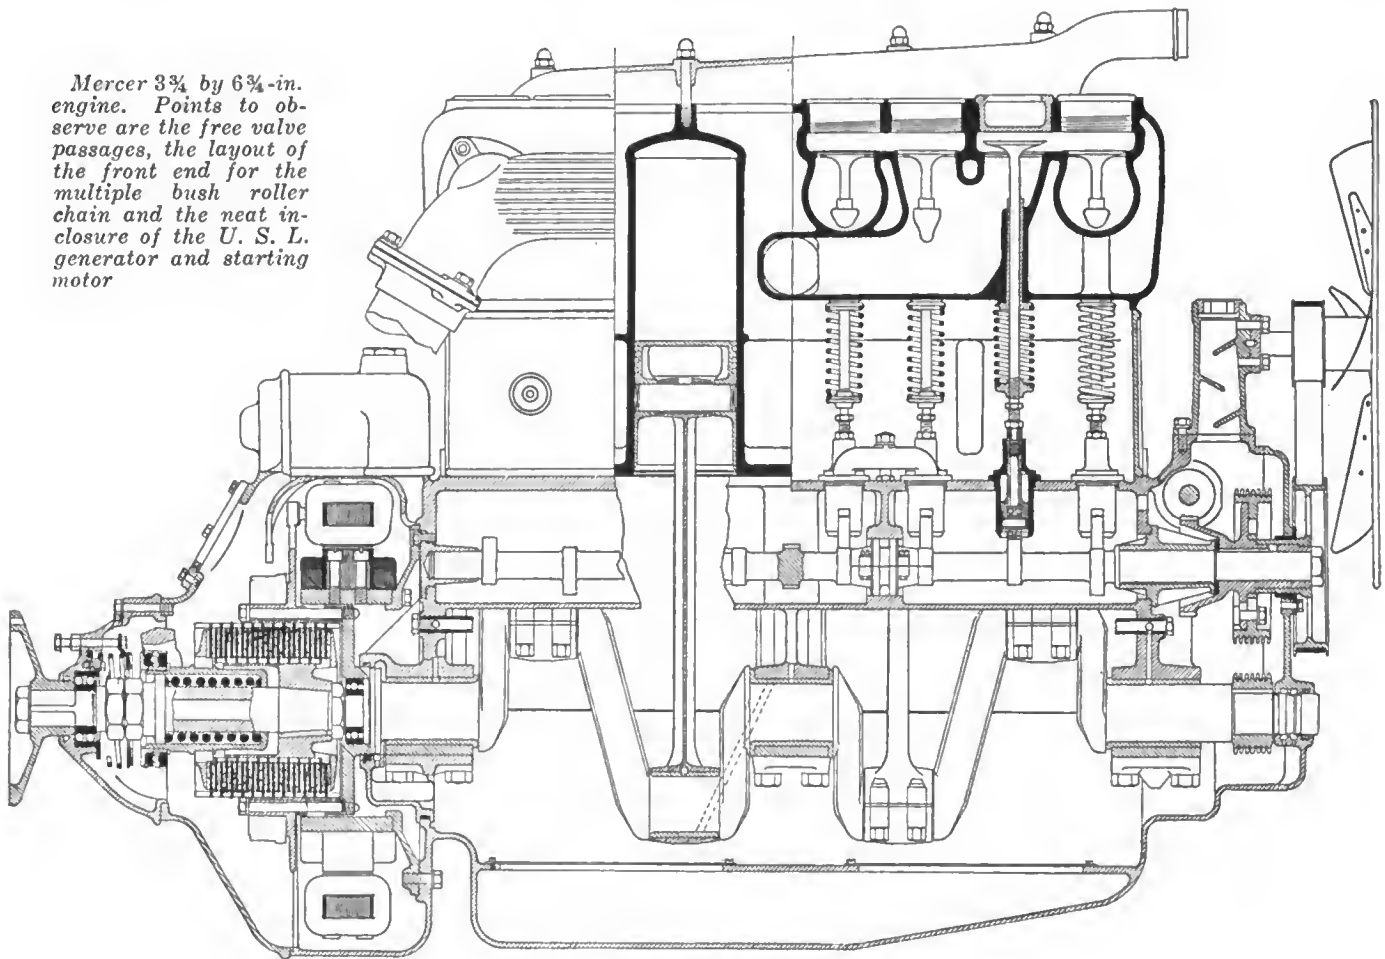 Mercer 3¾ by 6¾-in.
engine. Points to ob-
serve are the free valve
passages, the layout of
the front end for the
multiple bush roller
chain and the neat in-
closure of the U. S. L.
generator and starting
motor